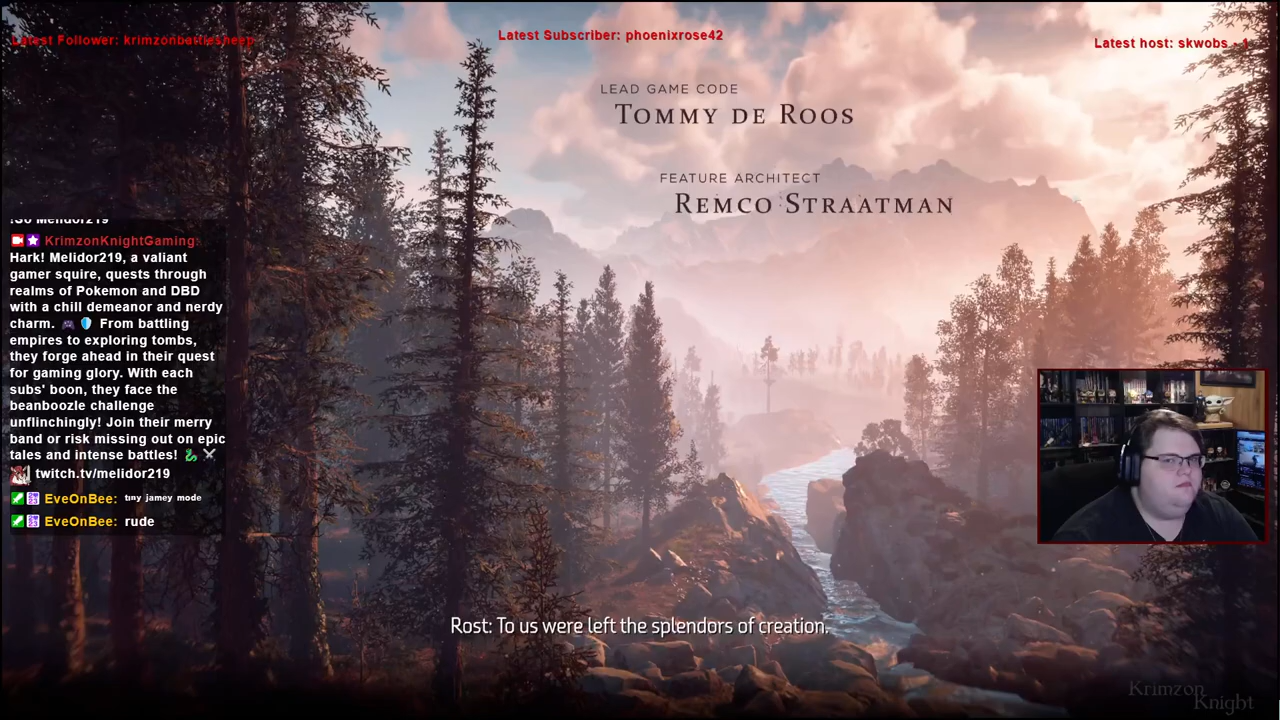 Latest Follower: krimzonbattlesheep
Latest Subscriber: phoenixrose42
Latest host: skwobs - 1
LEAD GAME CODE
TOMMY DE ROOS
FEATURE ARCHITECT
REMCO STRAATMAN
!so Melidor219
KrimzonKnightGaming:
Hark! Melidor219, a valiant
gamer squire, quests through
realms of Pokemon and DBD
with a chill demeanor and nerdy
charm. 🎮 🛡️ From battling
empires to exploring tombs,
they forge ahead in their quest
for gaming glory. With each
subs' boon, they face the
beanboozle challenge
unflinchingly! Join their merry
band or risk missing out on epic
tales and intense battles! 🐉 ⚔️
twitch.tv/melidor219
EveOnBee: tiny jamey mode
EveOnBee: rude
Rost: To us were left the splendors of creation.
Krimzon
Knight